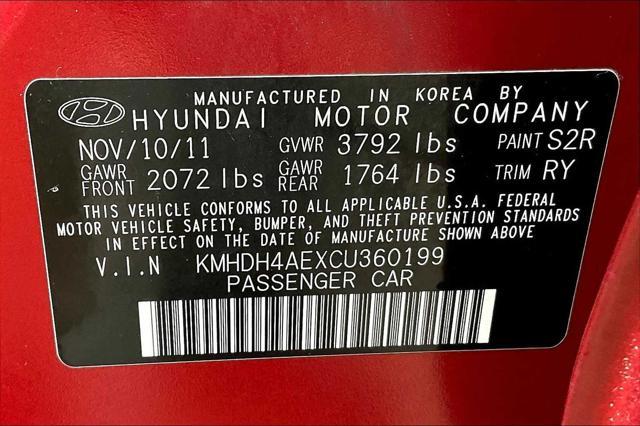 MANUFACTURED IN KOREA BY
HYUNDAI MOTOR COMPANY
NOV/10/11 GVWR 3792 lbs PAINT S2R
GAWR FRONT 2072 lbs GAWR REAR 1764 lbs TRIM RY
THIS VEHICLE CONFORMS TO ALL APPLICABLE U.S.A. FEDERAL
MOTOR VEHICLE SAFETY, BUMPER, AND THEFT PREVENTION STANDARDS
IN EFFECT ON THE DATE OF MANUFACTURE SHOWN ABOVE
V.I.N KMHDH4AEXCU360199
PASSENGER CAR